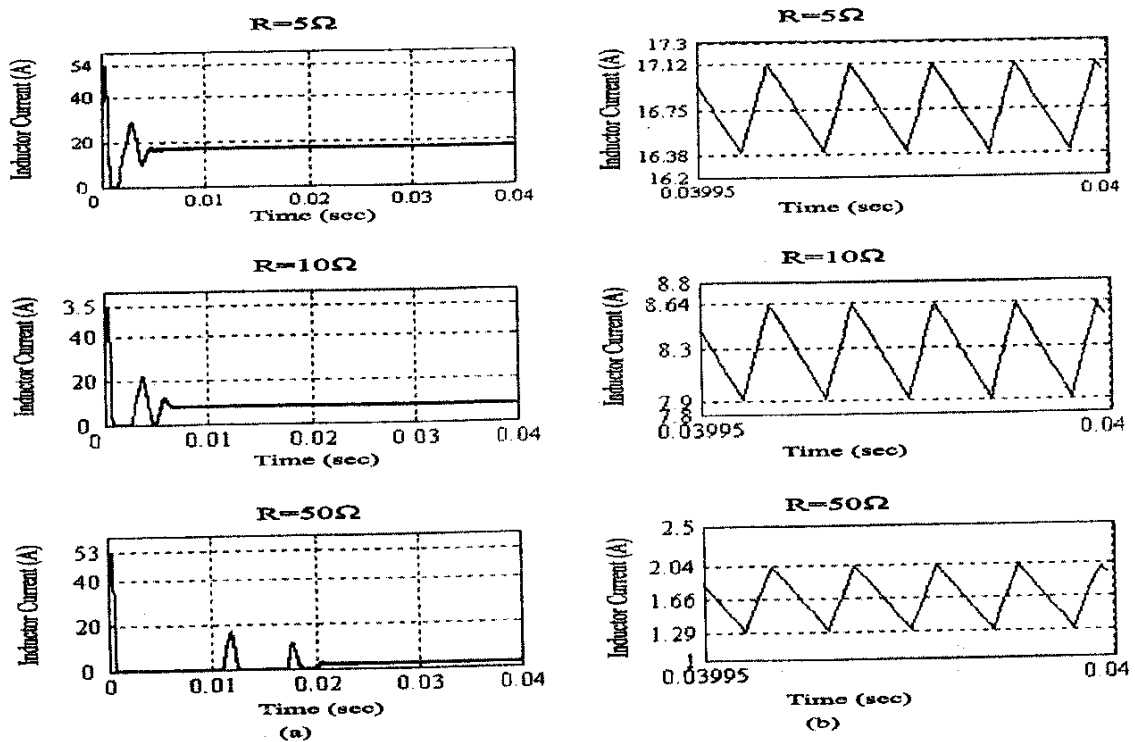 R=5Ω
Inductor Current (A)
54
40
20
0
0 0.01 0.02 0.03 0.04
Time (sec)
R=10Ω
Inductor Current (A)
3.5
40
20
0
0 0.01 0.02 0.03 0.04
Time (sec)
R=50Ω
Inductor Current (A)
53
40
20
0
0 0.01 0.02 0.03 0.04
Time (sec)
(a)
R=5Ω
Inductor Current (A)
17.3
17.12
16.75
16.38
16.2
0.03995 0.04
Time (sec)
R=10Ω
Inductor Current (A)
8.8
8.64
8.3
7.9
7.8
0.03995 0.04
Time (sec)
R=50Ω
Inductor Current (A)
2.5
2.04
1.66
1.29
1
0.03995 0.04
Time (sec)
(b)